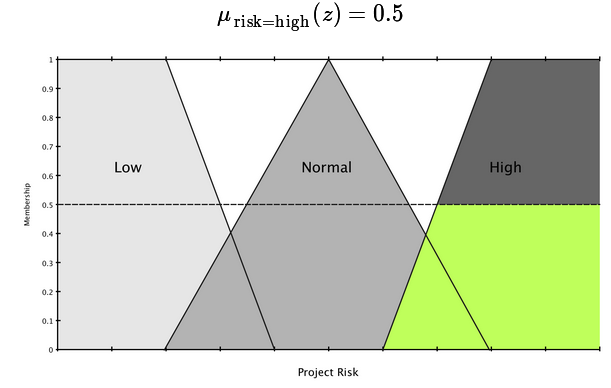 μ_risk=high(z) = 0.5
1
0.9
0.8
0.7
0.6
0.5
0.4
0.3
0.2
0.1
0
Membership
Low
Normal
High
Project Risk